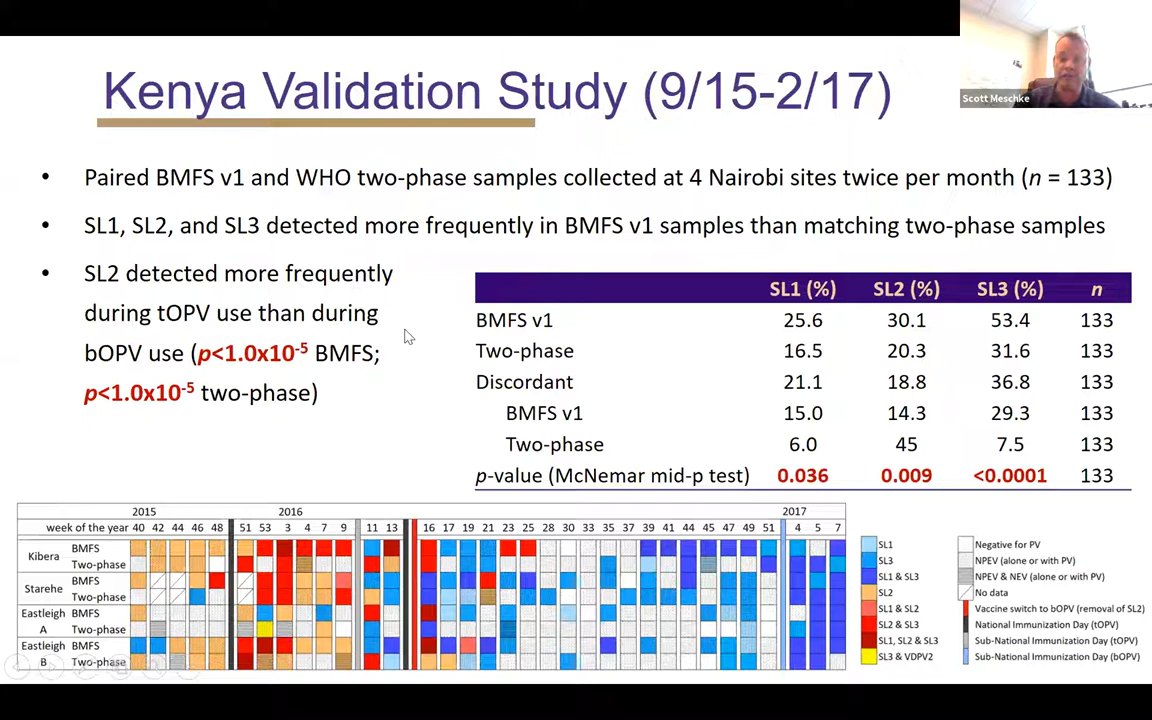 Scott Meschke
Kenya Validation Study (9/15-2/17)
• Paired BMFS v1 and WHO two-phase samples collected at 4 Nairobi sites twice per month (n = 133)
• SL1, SL2, and SL3 detected more frequently in BMFS v1 samples than matching two-phase samples
• SL2 detected more frequently
during tOPV use than during
bOPV use (p<1.0x10-5 BMFS;
p<1.0x10-5 two-phase)
SL1 (%) SL2 (%) SL3 (%) n
BMFS v1 25.6 30.1 53.4 133
Two-phase 16.5 20.3 31.6 133
Discordant 21.1 18.8 36.8 133
BMFS v1 15.0 14.3 29.3 133
Two-phase 6.0 45 7.5 133
p-value (McNemar mid-p test) 0.036 0.009 <0.0001 133
2015 2016 2017
week of the year 40 42 44 46 48 51 53 3 4 7 9 11 13 16 17 19 21 23 25 28 30 33 35 37 39 41 44 45 47 49 51 4 5 7
Kibera BMFS
Two-phase
Starehe BMFS
Two-phase
Eastleigh BMFS
A Two-phase
Eastleigh BMFS
B Two-phase
SL1
SL3
SL1 & SL3
SL2
SL1 & SL2
SL2 & SL3
SL1, SL2 & SL3
SL3 & VDPV2
Negative for PV
NPEV (alone or with PV)
NPEV & NEV (alone or with PV)
No data
Vaccine switch to bOPV (removal of SL2)
National Immunization Day (tOPV)
Sub-National Immunization Day (tOPV)
Sub-National Immunization Day (bOPV)